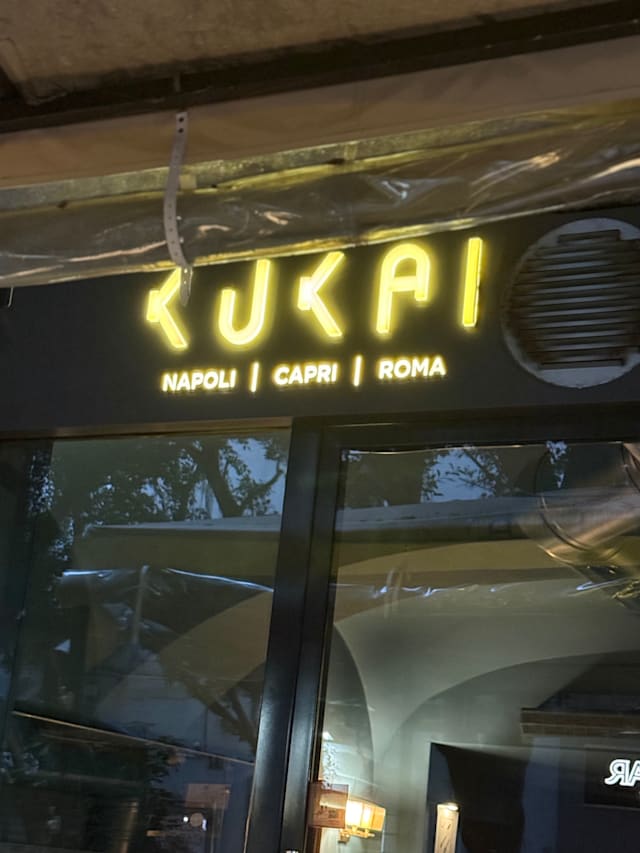 KUKAI
NAPOLI | CAPRI | ROMA